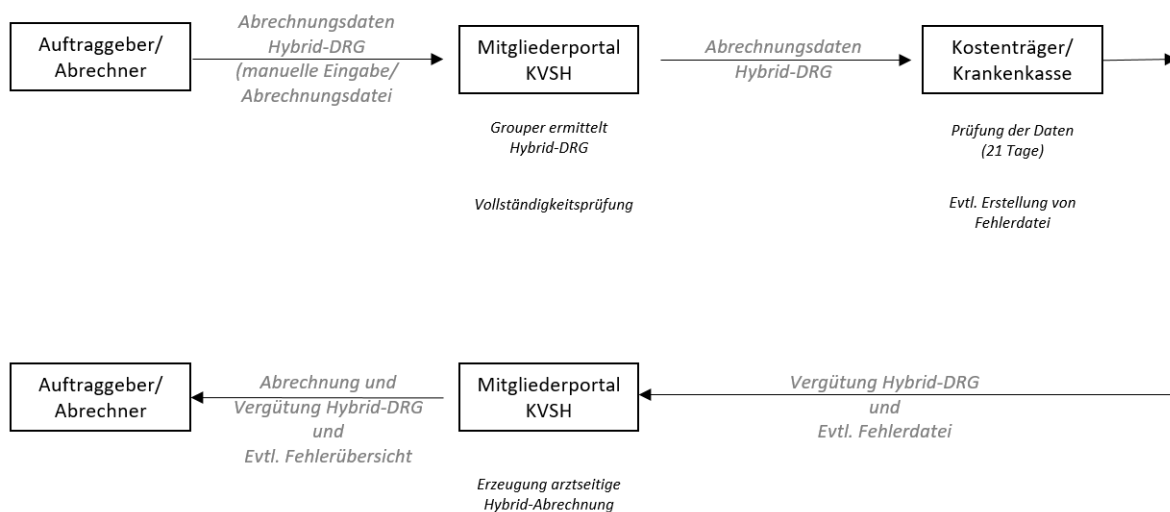 Auftraggeber/
Abrechner
Abrechnungsdaten
Hybrid-DRG
(manuelle Eingabe/
Abrechnungsdatei
Mitgliederportal
KVSH
Abrechnungsdaten
Hybrid-DRG
Kostenträger/
Krankenkasse
Grouper ermittelt
Hybrid-DRG
Vollständigkeitsprüfung
Prüfung der Daten
(21 Tage)
Evtl. Erstellung von
Fehlerdatei
Auftraggeber/
Abrechner
Abrechnung und
Vergütung Hybrid-DRG
und
Evtl. Fehlerübersicht
Mitgliederportal
KVSH
Vergütung Hybrid-DRG
und
Evtl. Fehlerdatei
Erzeugung arztseitige
Hybrid-Abrechnung